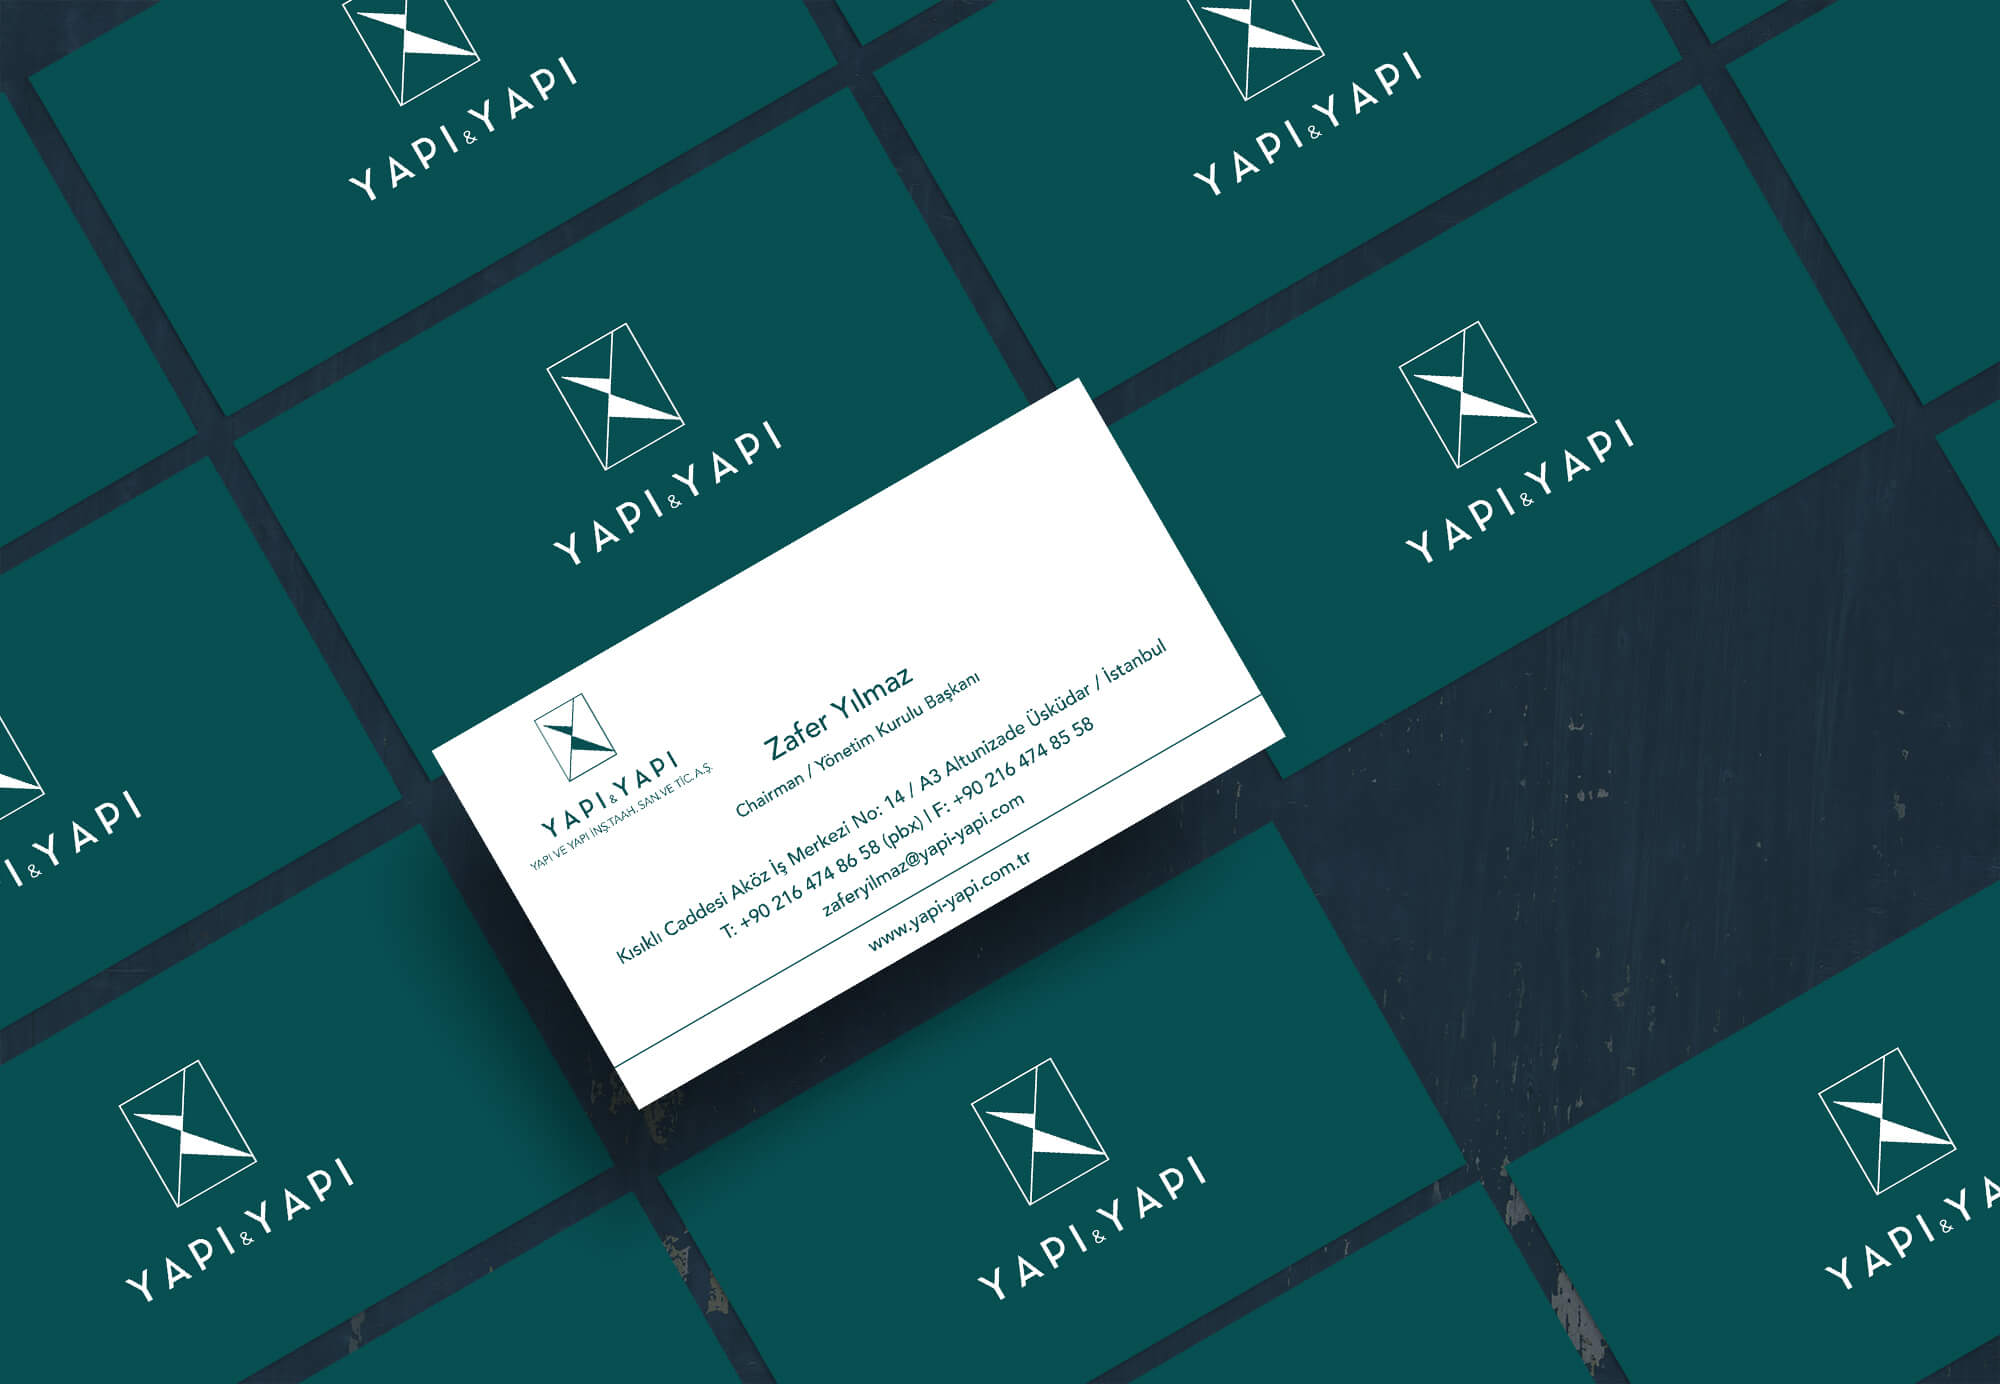 YAPI&YAPI
YAPI&YAPI
YAPI&YAPI
YAPI&YAPI
YAPI&YAPI
YAPI VE YAPI İNŞ.TAAH. SAN.VE TİC. A.Ş.
Zafer Yılmaz
Chairman / Yönetim Kurulu Başkanı
Kısıklı Caddesi Aköz İş Merkezi No: 14 / A3 Altunizade Üsküdar / İstanbul
T: +90 216 474 86 58 (pbx) | F: +90 216 474 85 58
zaferyilmaz@yapi-yapi.com
www.yapi-yapi.com.tr
I&YAPI
YAPI&YAPI
YAPI&YAPI
YAPI&YA